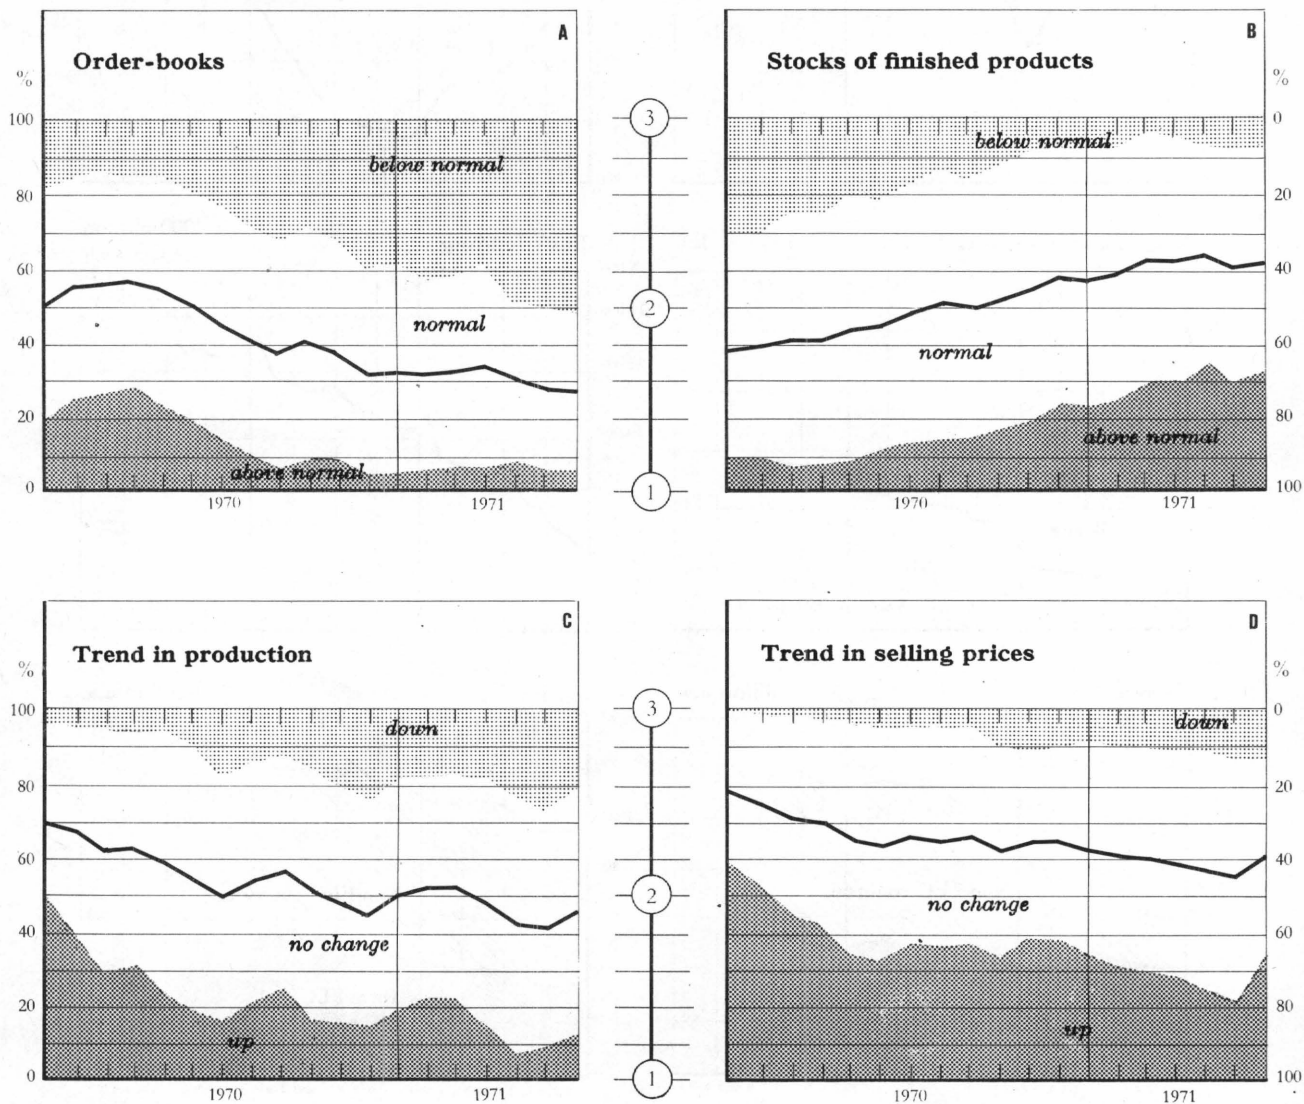 A
Order-books
%
100
80
60
40
20
0
below normal
normal
above normal
1970
1971
3
2
1
B
Stocks of finished products
%
0
20
40
60
80
100
below normal
normal
above normal
1970
1971
C
Trend in production
%
100
80
60
40
20
0
down
no change
up
1970
1971
3
2
1
D
Trend in selling prices
%
0
20
40
60
80
100
down
no change
up
1970
1971